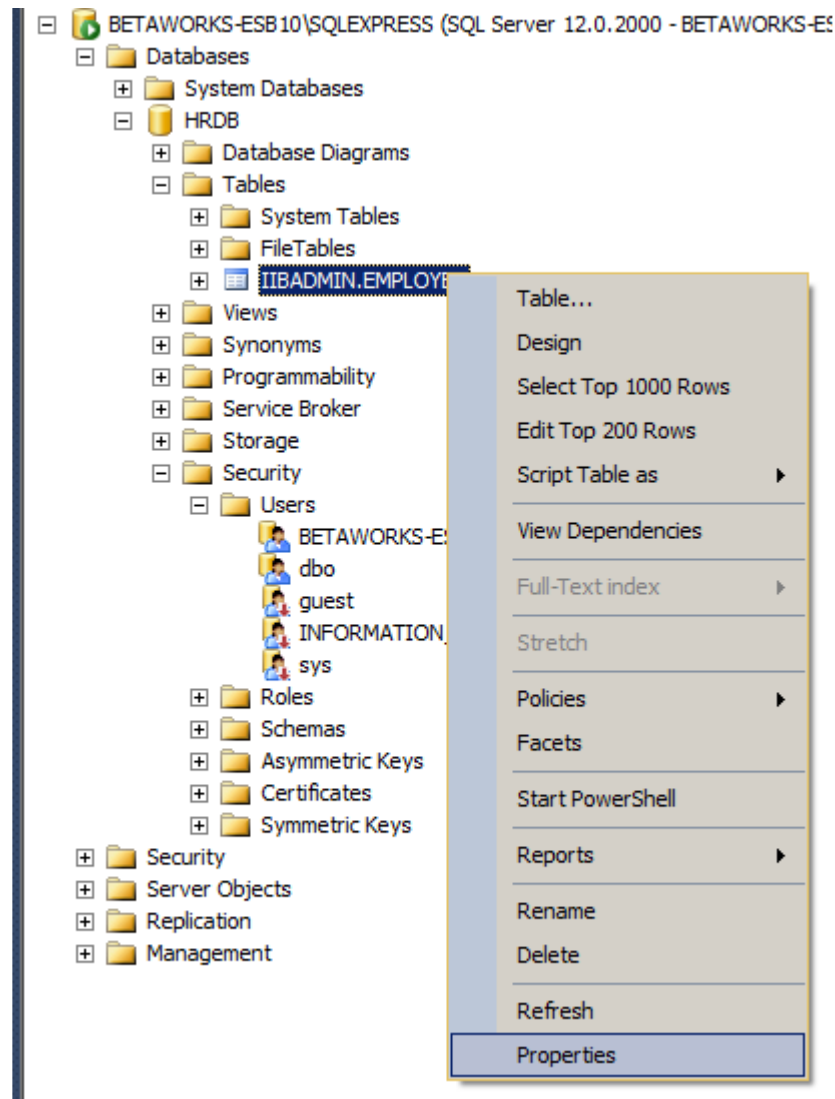 BETAWORKS-ESB10\SQLEXPRESS (SQL Server 12.0.2000 - BETAWORKS-ES
Databases
System Databases
HRDB
Database Diagrams
Tables
System Tables
FileTables
IIBADMIN.EMPLOYE
Views
Synonyms
Programmability
Service Broker
Storage
Security
Users
BETAWORKS-ES
dbo
guest
INFORMATION_
sys
Roles
Schemas
Asymmetric Keys
Certificates
Symmetric Keys
Security
Server Objects
Replication
Management
Table...
Design
Select Top 1000 Rows
Edit Top 200 Rows
Script Table as
View Dependencies
Full-Text index
Stretch
Policies
Facets
Start PowerShell
Reports
Rename
Delete
Refresh
Properties